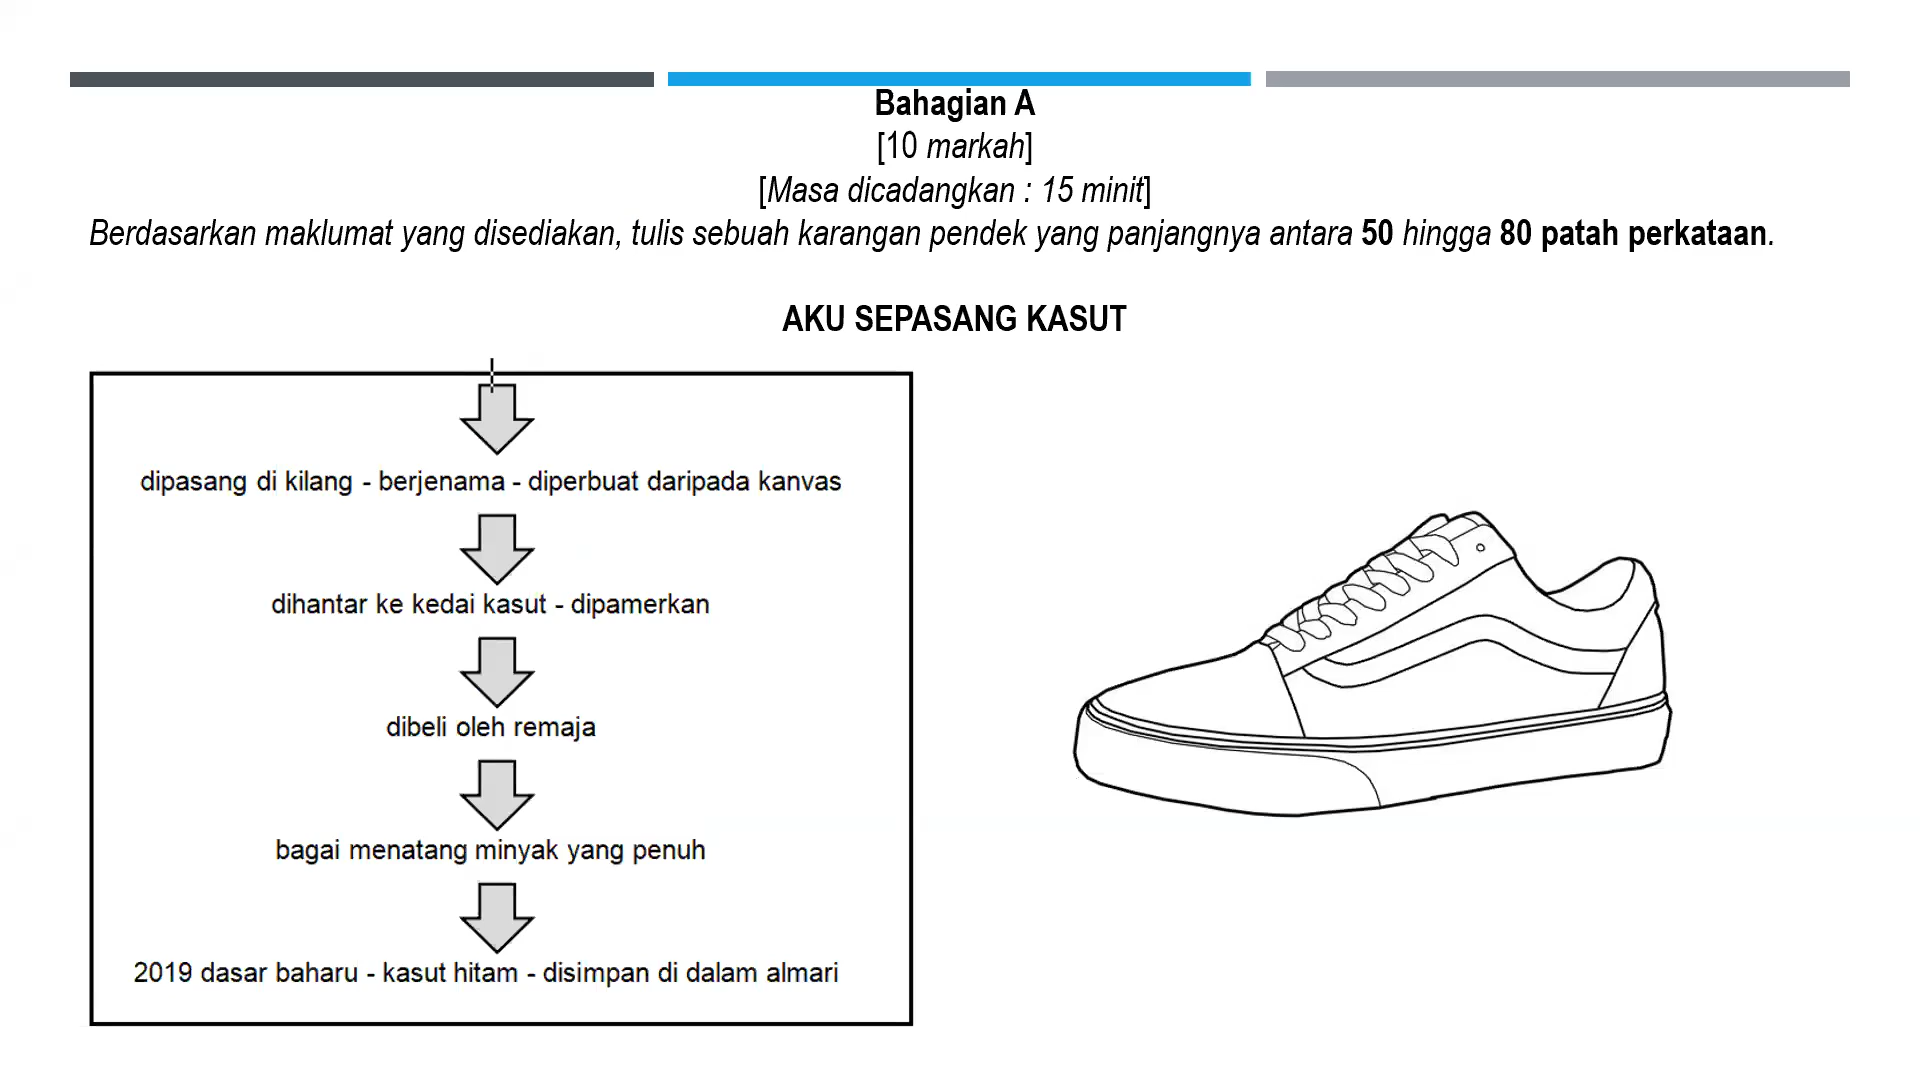 Bahagian A
[10 markah]
[Masa dicadangkan : 15 minit]
Berdasarkan maklumat yang disediakan, tulis sebuah karangan pendek yang panjangnya antara 50 hingga 80 patah perkataan.
AKU SEPASANG KASUT
dipasang di kilang - berjenama - diperbuat daripada kanvas
dihantar ke kedai kasut - dipamerkan
dibeli oleh remaja
bagai menatang minyak yang penuh
2019 dasar baharu - kasut hitam - disimpan di dalam almari